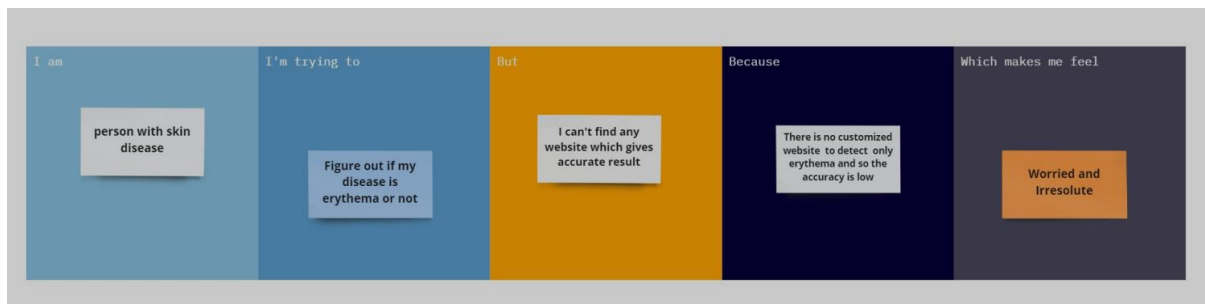 I am
person with skin
disease
I'm trying to
Figure out if my
disease is
erythema or not
But
I can't find any
website which gives
accurate result
Because
There is no customized
website to detect only
erythema and so the
accuracy is low
Which makes me feel
Worried and
Irresolute